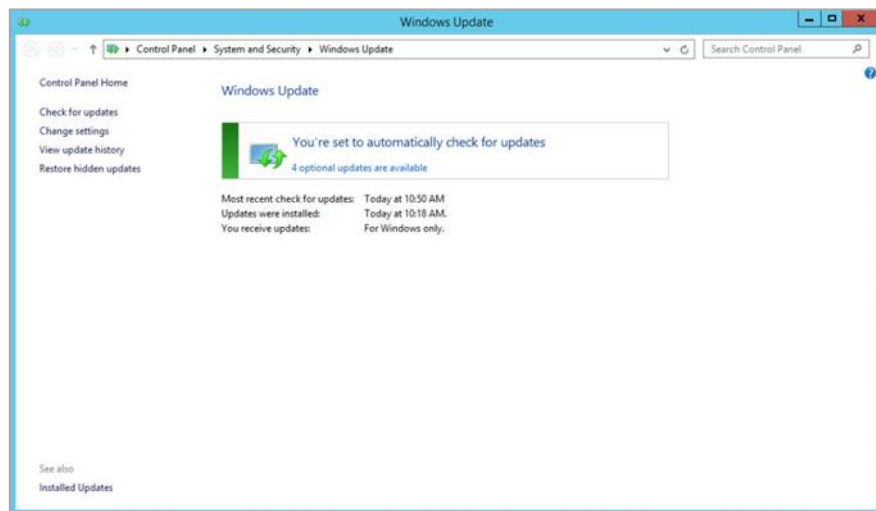 Windows Update
Control Panel ▸ System and Security ▸ Windows Update
Search Control Panel
Control Panel Home
Check for updates
Change settings
View update history
Restore hidden updates
Windows Update
You're set to automatically check for updates
4 optional updates are available
Most recent check for updates: Today at 10:50 AM
Updates were installed: Today at 10:18 AM.
You receive updates: For Windows only.
See also
Installed Updates